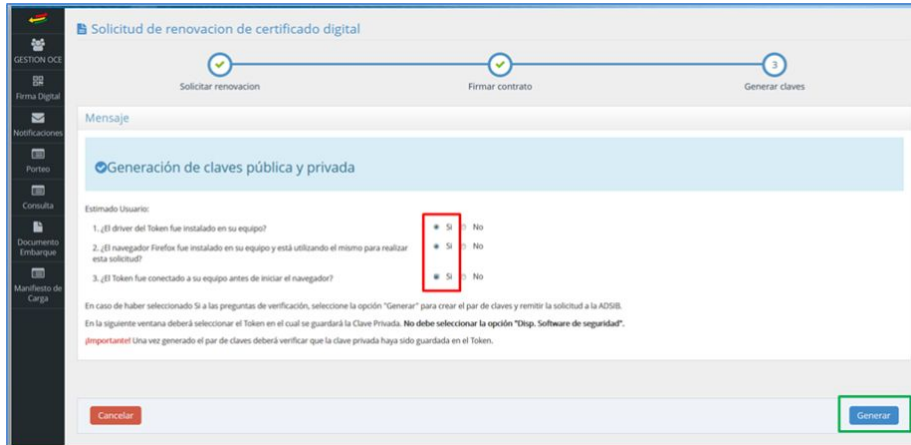 Solicitud de renovacion de certificado digital
GESTION OCE
Firma Digital
Notificaciones
Porteo
Consulta
Documento
Embarque
Manifiesto de
Carga
3
Solicitar renovacion
Firmar contrato
Generar claves
Mensaje
Generación de claves pública y privada
Estimado Usuario:
1. ¿El driver del Token fue instalado en su equipo? Si No
2. ¿El navegador Firefox fue instalado en su equipo y está utilizando el mismo para realizar Si No
esta solicitud?
3. ¿El Token fue conectado a su equipo antes de iniciar el navegador? Si No
En caso de haber seleccionado Si a las preguntas de verificación, seleccione la opción "Generar" para crear el par de claves y remitir la solicitud a la ADSIB.
En la siguiente ventana deberá seleccionar el Token en el cual se guardará la Clave Privada. No debe seleccionar la opción "Disp. Software de seguridad".
¡Importante! Una vez generado el par de claves deberá verificar que la clave privada haya sido guardada en el Token.
Cancelar
Generar